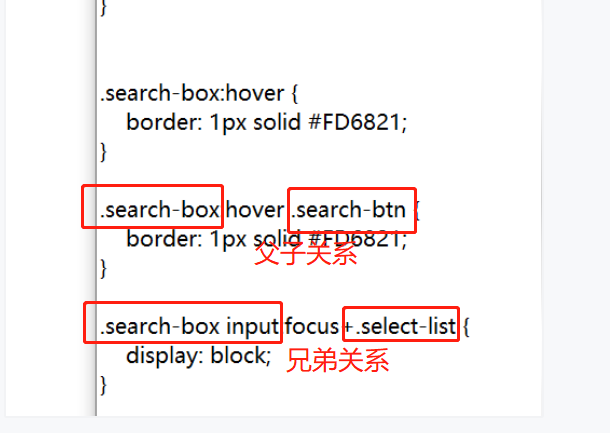 }
.search-box:hover {
border: 1px solid #FD6821;
}
.search-box:hover .search-btn {
border: 1px solid #FD6821;
父子关系
}
.search-box input:focus +.select-list {
display: block;
兄弟关系
}